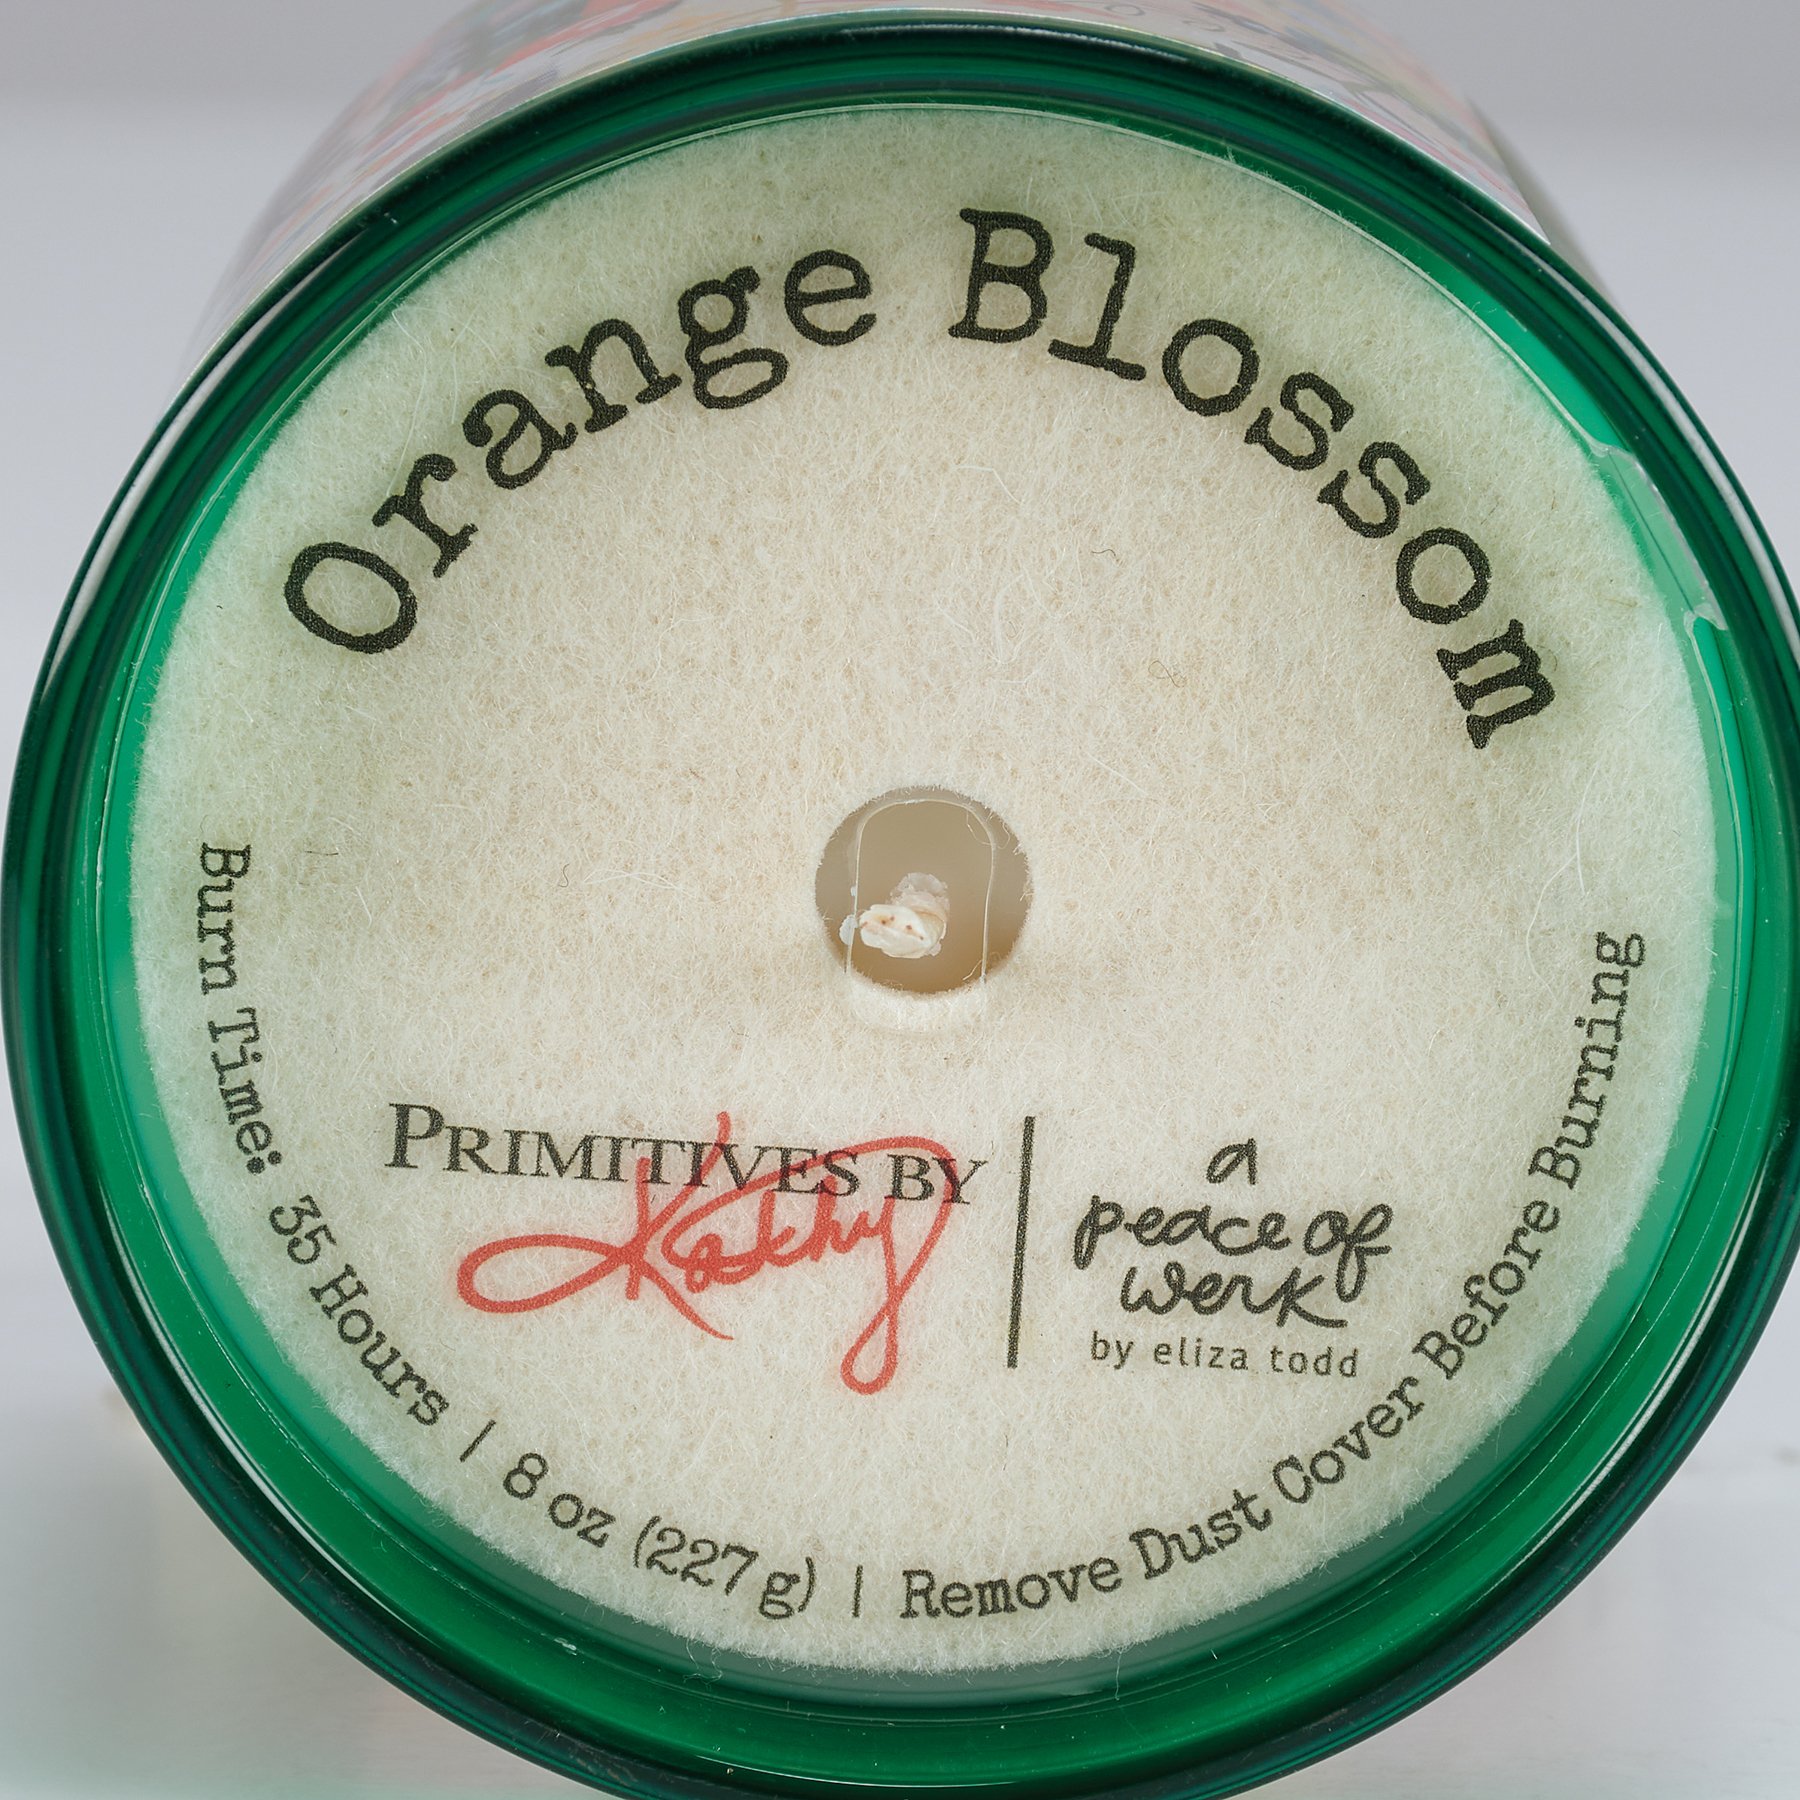 Orange Blossom
PRIMITIVES BY
Kathy
a
peace of
werk
by eliza todd
Burn Time: 35 Hours | 8 oz (227 g) | Remove Dust Cover Before Burning